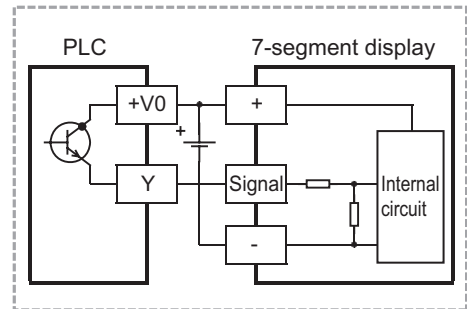 PLC
7-segment display
+V0
+
+
Y
Signal
Internal
circuit
-